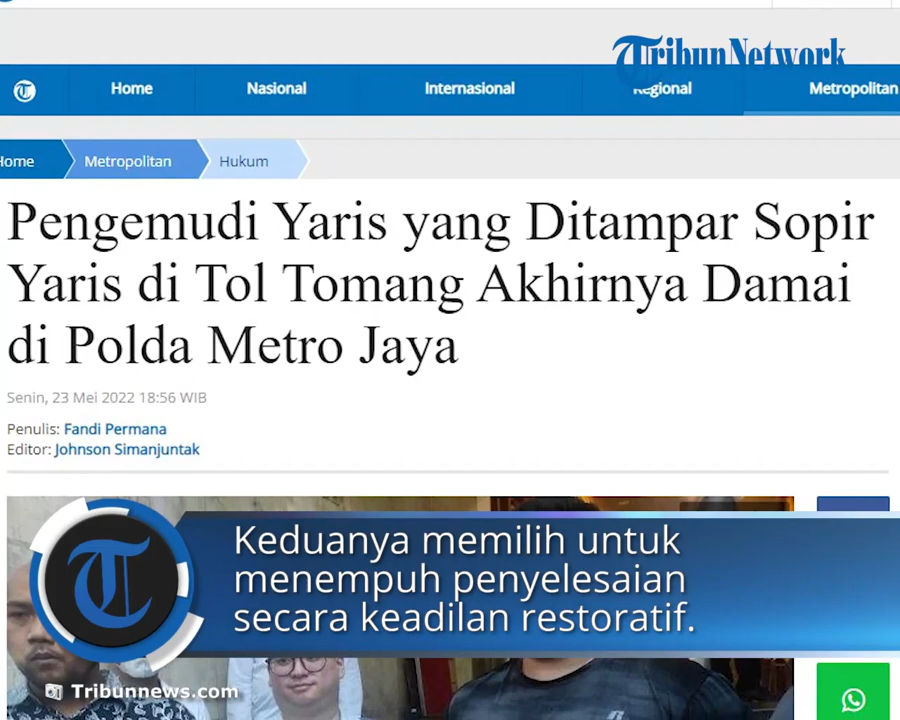 TribunNetwork
Home Nasional Internasional Regional Metropolitan
Home Metropolitan Hukum
Pengemudi Yaris yang Ditampar Sopir
Yaris di Tol Tomang Akhirnya Damai
di Polda Metro Jaya
Senin, 23 Mei 2022 18:56 WIB
Penulis: Fandi Permana
Editor: Johnson Simanjuntak
Keduanya memilih untuk
menempuh penyelesaian
secara keadilan restoratif.
Tribunnews.com